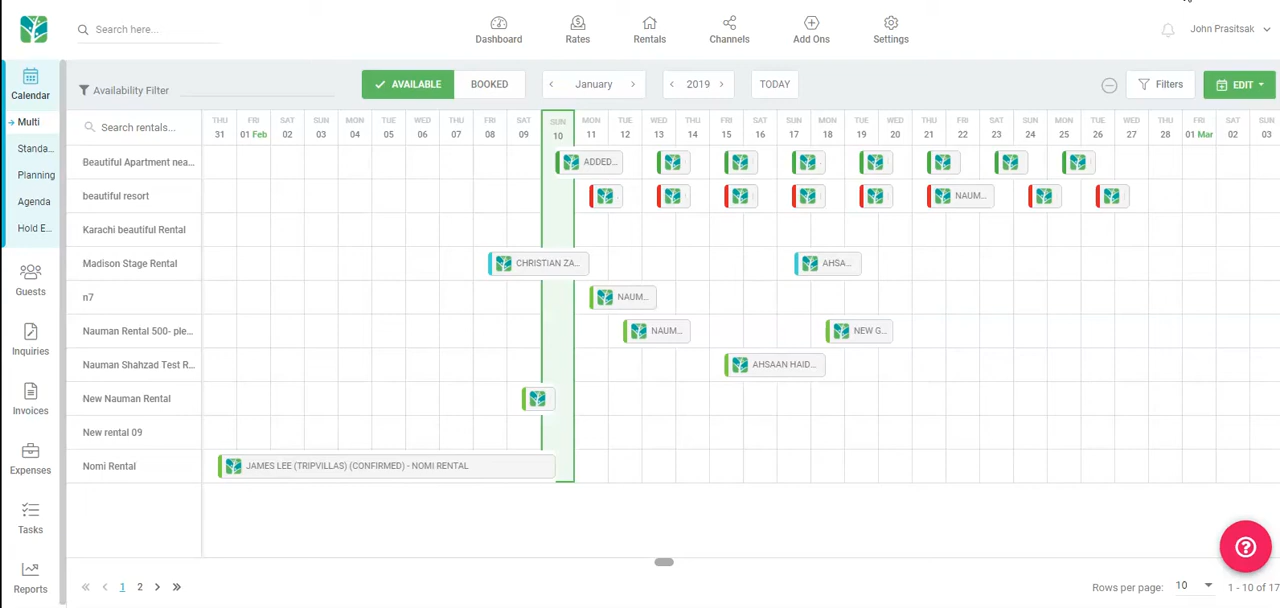 Search here...
Dashboard
Rates
Rentals
Channels
Add Ons
Settings
John Prasitsak
Calendar
Multi
Standa...
Planning
Agenda
Hold E...
Guests
Inquiries
Invoices
Expenses
Tasks
Reports
Availability Filter
AVAILABLE
BOOKED
January
2019
TODAY
Filters
EDIT
Search rentals...
THU FRI SAT SUN MON TUE WED THU FRI SAT SUN MON TUE WED THU FRI SAT SUN MON TUE WED THU FRI SAT SUN MON TUE WED THU FRI SAT SUN
31 01 Feb 02 03 04 05 06 07 08 09 10 11 12 13 14 15 16 17 18 19 20 21 22 23 24 25 26 27 28 01 Mar 02 03
Beautiful Apartment nea...
ADDED...
beautiful resort
NAUM...
Karachi beautiful Rental
Madison Stage Rental
CHRISTIAN ZA...
AHSA...
n7
NAUM...
Nauman Rental 500- ple...
NAUM...
NEW G...
Nauman Shahzad Test R...
AHSAAN HAID...
New Nauman Rental
New rental 09
Nomi Rental
JAMES LEE (TRIPVILLAS) (CONFIRMED) - NOMI RENTAL
1 2
Rows per page: 10
1 - 10 of 17